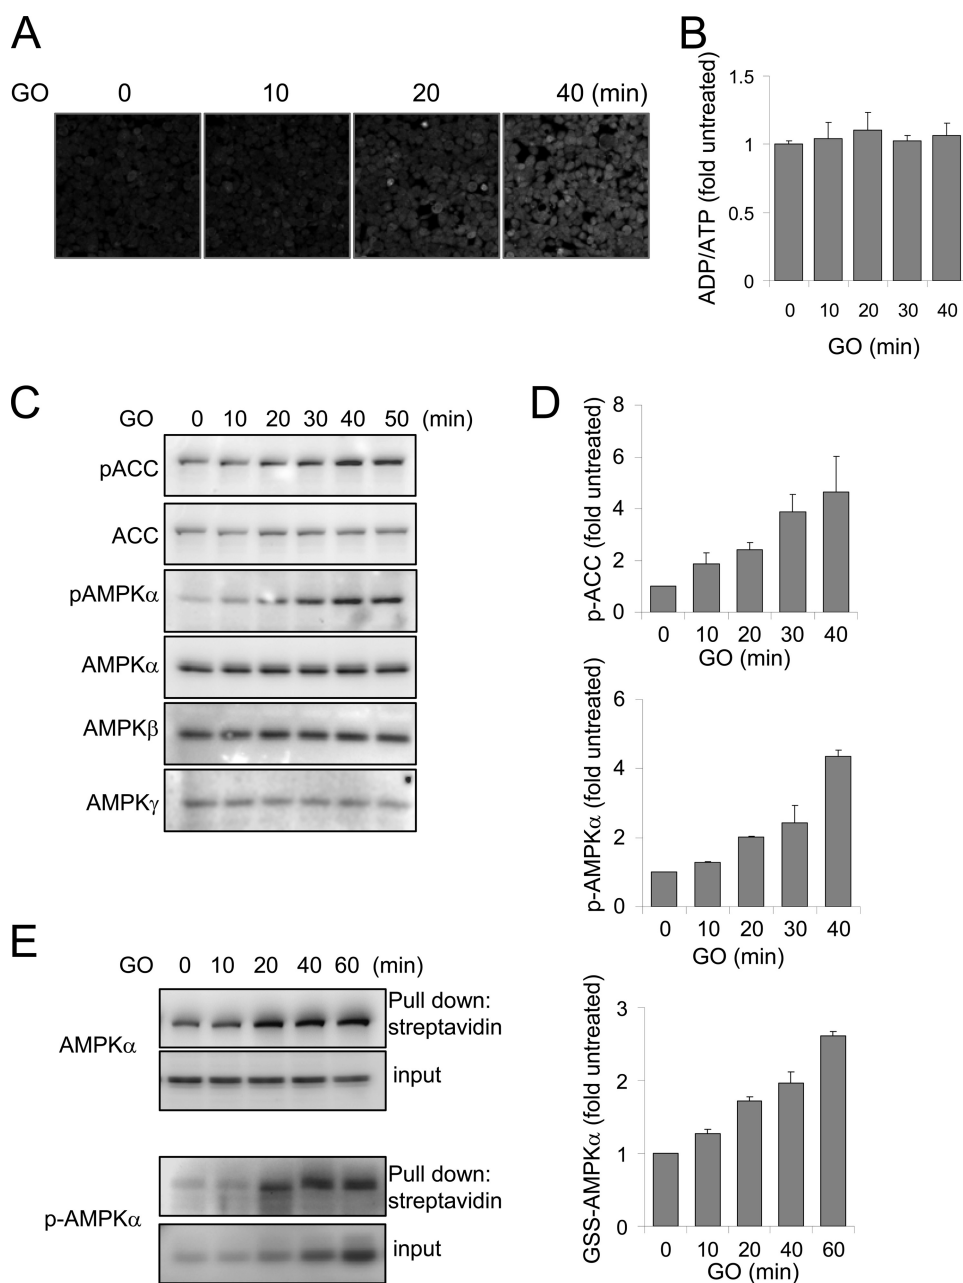 A
GO 0 10 20 40 (min)
B
ADP/ATP (fold untreated)
1.5
1
0.5
0
0 10 20 30 40
GO (min)
C
GO 0 10 20 30 40 50 (min)
pACC
ACC
pAMPKα
AMPKα
AMPKβ
AMPKγ
D
p-ACC (fold untreated)
8
6
4
2
0
0 10 20 30 40
GO (min)
p-AMPKα (fold untreated)
6
4
2
0
0 10 20 30 40
GO (min)
GSS-AMPKα (fold untreated)
3
2
1
0
0 10 20 40 60
GO (min)
E
GO 0 10 20 40 60 (min)
AMPKα
Pull down:
streptavidin
input
p-AMPKα
Pull down:
streptavidin
input